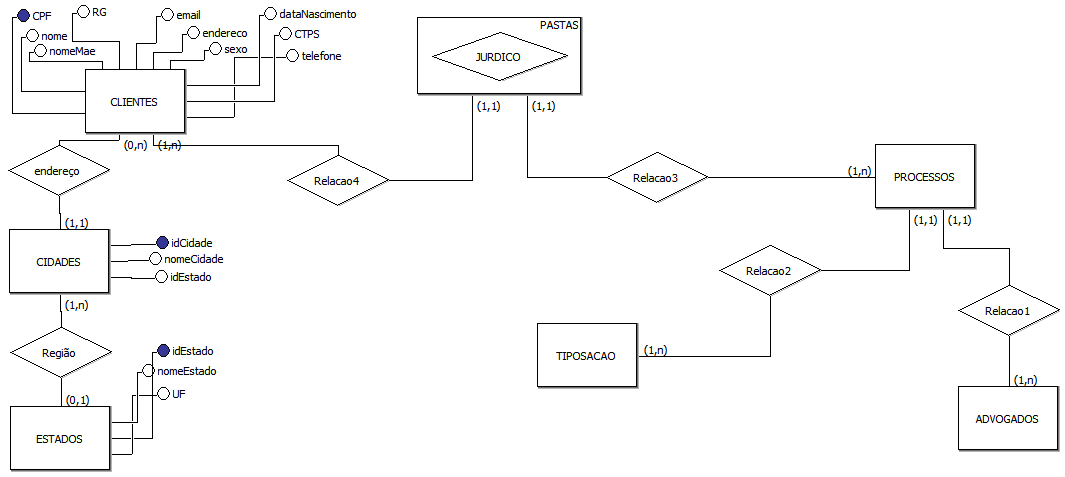 CPF
RG
email
dataNascimento
nome
endereco
CTPS
nomeMae
sexo
telefone
CLIENTES
(0,n)
(1,n)
PASTAS
JURDICO
(1,1)
(1,1)
endereço
Relacao4
Relacao3
(1,n)
PROCESSOS
(1,1)
(1,1)
(1,1)
CIDADES
idCidade
nomeCidade
idEstado
Relacao2
Relacao1
(1,n)
Região
(0,1)
idEstado
nomeEstado
UF
ESTADOS
TIPOSACAO
(1,n)
(1,n)
ADVOGADOS